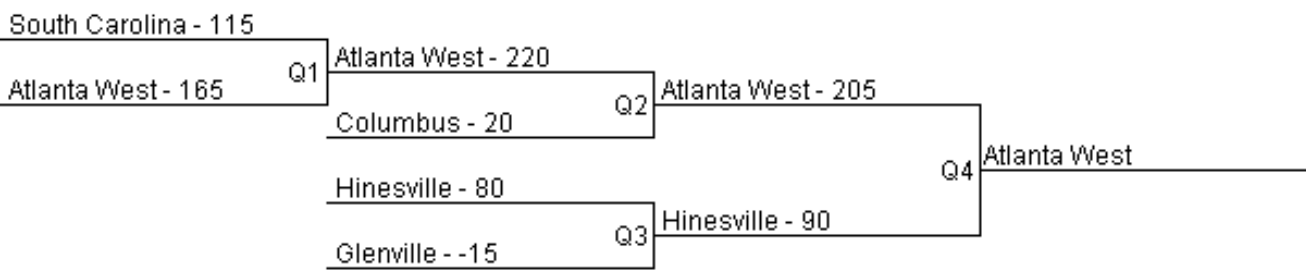 South Carolina - 115
Atlanta West - 165
Q1
Atlanta West - 220
Columbus - 20
Q2
Hinesville - 80
Glenville - -15
Q3
Atlanta West - 205
Hinesville - 90
Q4
Atlanta West